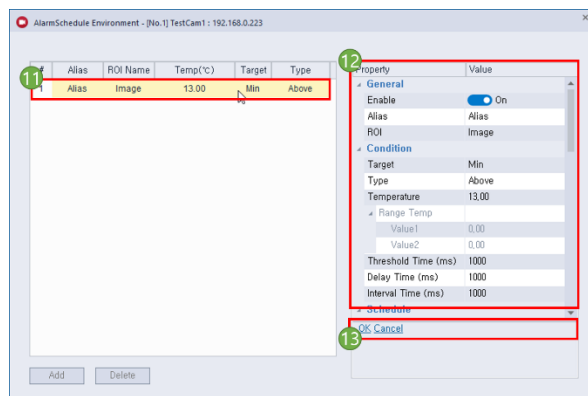 AlarmSchedule Environment - [No.1] TestCam1 : 192.168.0.223
# Alias ROI Name Temp(℃) Target Type
11
1 Alias Image 13.00 Min Above
12
Property Value
General
Enable On
Alias Alias
ROI Image
Condition
Target Min
Type Above
Temperature 13,00
Range Temp
Value1 0,00
Value2 0,00
Threshold Time (ms) 1000
Delay Time (ms) 1000
Interval Time (ms) 1000
Schedule
13
OK Cancel
Add Delete